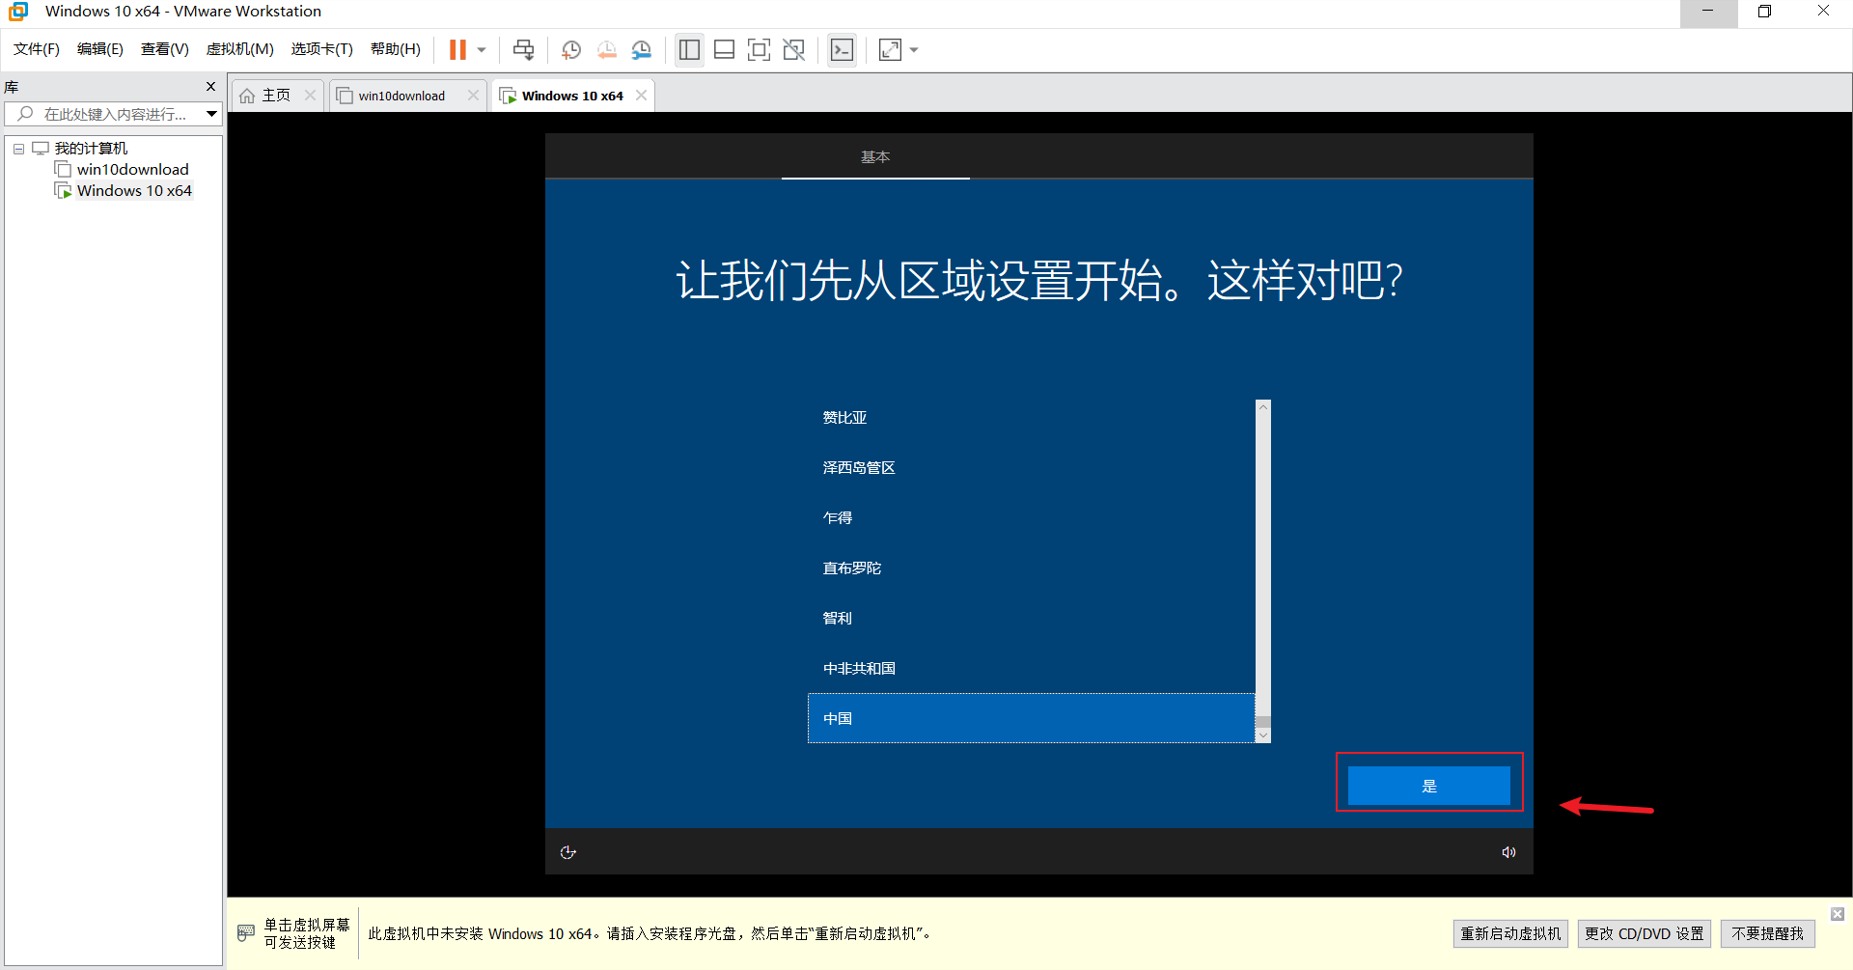 Windows 10 x64 - VMware Workstation
文件(F) 编辑(E) 查看(V) 虚拟机(M) 选项卡(T) 帮助(H)
库
主页
win10download
Windows 10 x64
在此处键入内容进行...
我的计算机
win10download
Windows 10 x64
基本
让我们先从区域设置开始。这样对吧?
赞比亚
泽西岛管区
乍得
直布罗陀
智利
中非共和国
中国
是
单击虚拟屏幕
可发送按键
此虚拟机中未安装 Windows 10 x64。请插入安装程序光盘，然后单击“重新启动虚拟机”。
重新启动虚拟机
更改 CD/DVD 设置
不要提醒我